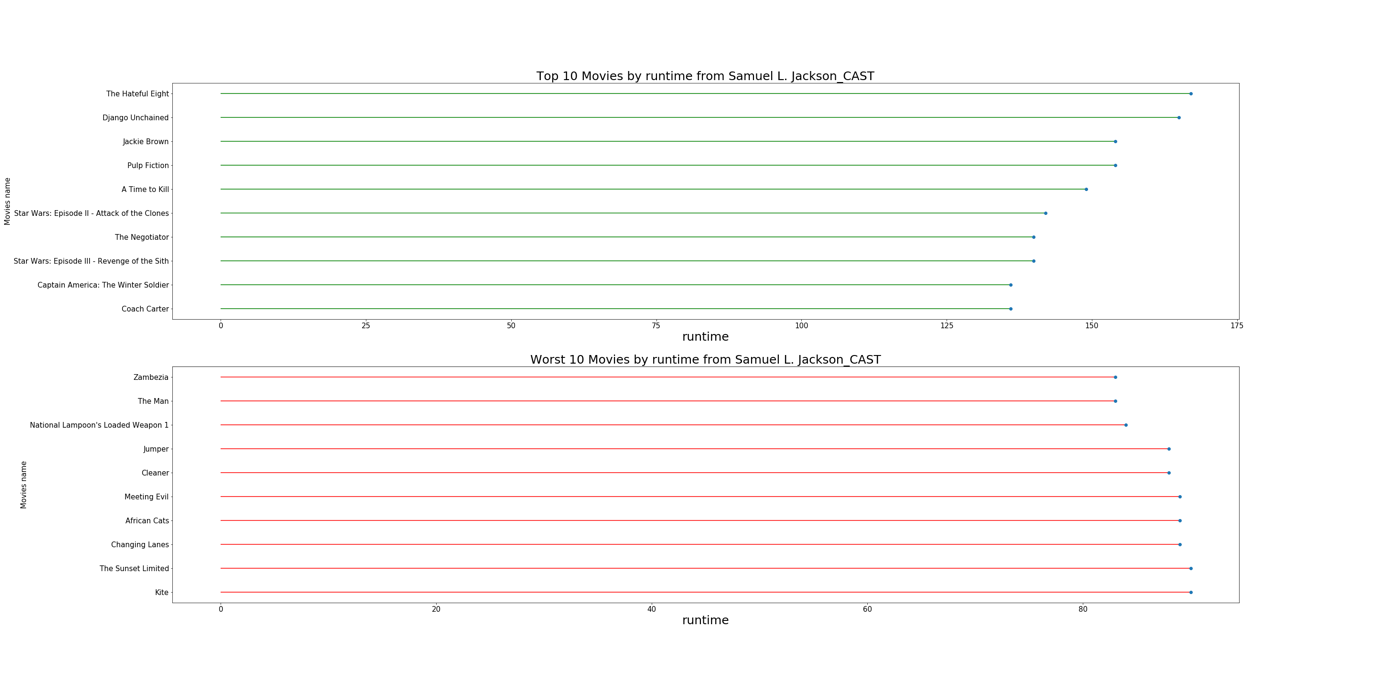 Top 10 Movies by runtime from Samuel L. Jackson_CAST
Movies name
The Hateful Eight
Django Unchained
Jackie Brown
Pulp Fiction
A Time to Kill
Star Wars: Episode II - Attack of the Clones
The Negotiator
Star Wars: Episode III - Revenge of the Sith
Captain America: The Winter Soldier
Coach Carter
0 25 50 75 100 125 150 175
runtime
Worst 10 Movies by runtime from Samuel L. Jackson_CAST
Movies name
Zambezia
The Man
National Lampoon's Loaded Weapon 1
Jumper
Cleaner
Meeting Evil
African Cats
Changing Lanes
The Sunset Limited
Kite
0 20 40 60 80
runtime